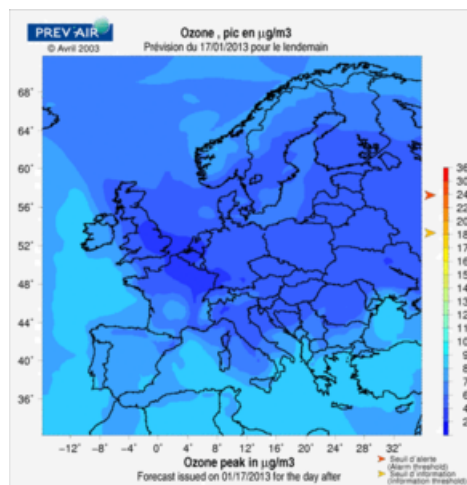 PREV'AIR
© Avril 2003
Ozone , pic en µg/m3
Prévision du 17/01/2013 pour le lendemain
68°
64°
60°
56°
52°
48°
44°
40°
36°
-12° -8° -4° 0° 4° 8° 12° 16° 20° 24° 28° 32°
Ozone peak in µg/m3
Forecast issued on 01/17/2013 for the day after
Seuil d'alerte
(Alarm threshold)
Seuil d'information
(Information threshold)